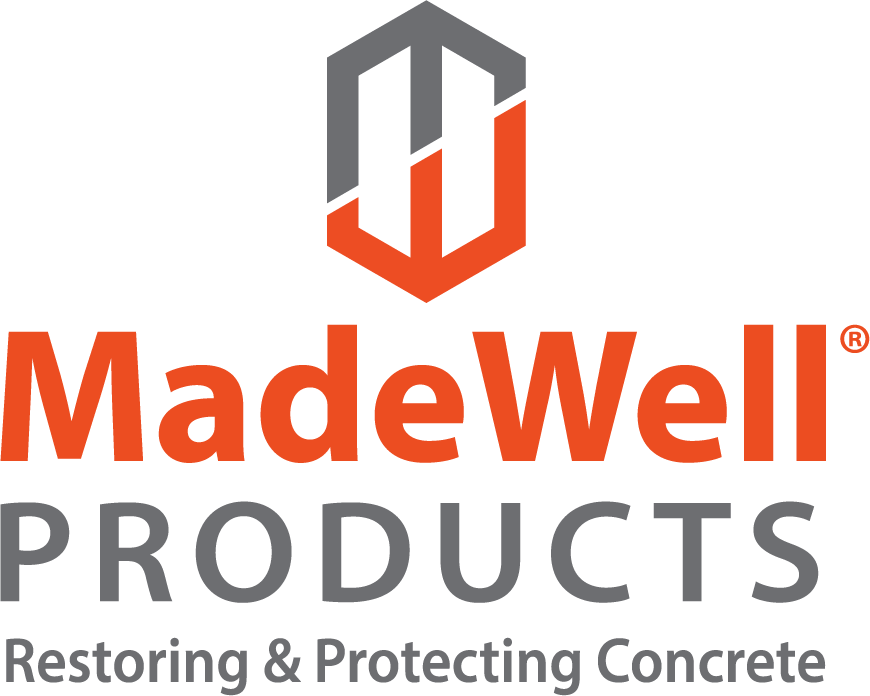 MadeWell®
PRODUCTS
Restoring & Protecting Concrete